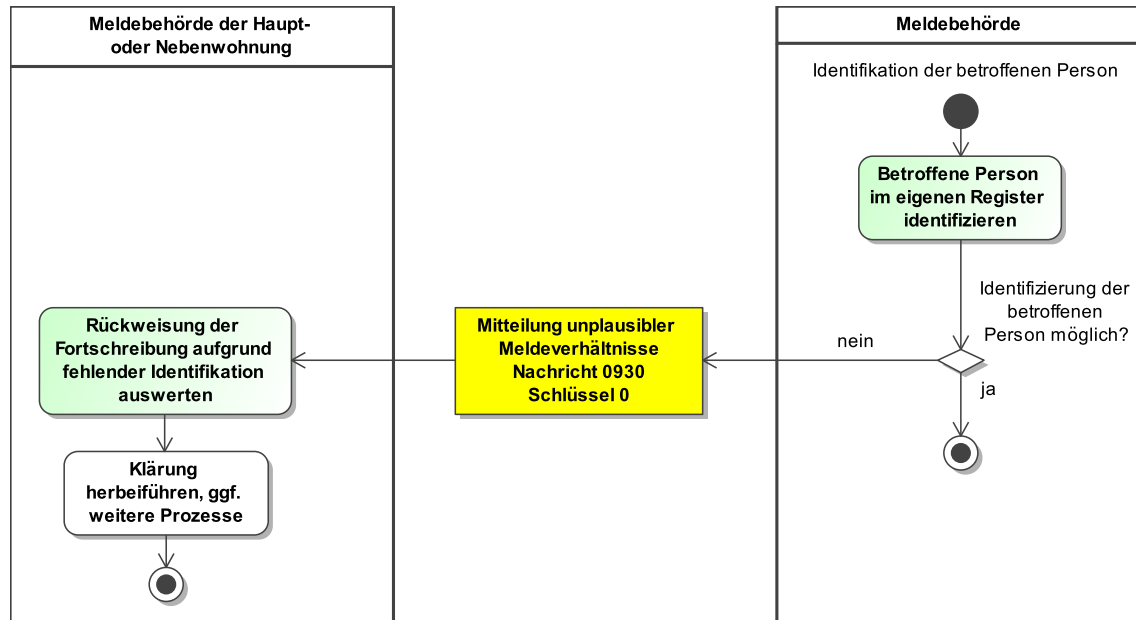 Meldebehörde der Haupt-
oder Nebenwohnung
Meldebehörde
Identifikation der betroffenen Person
Betroffene Person
im eigenen Register
identifizieren
Identifizierung der
betroffenen
Person möglich?
nein
ja
Mitteilung unplausibler
Meldeverhältnisse
Nachricht 0930
Schlüssel 0
Rückweisung der
Fortschreibung aufgrund
fehlender Identifikation
auswerten
Klärung
herbeiführen, ggf.
weitere Prozesse